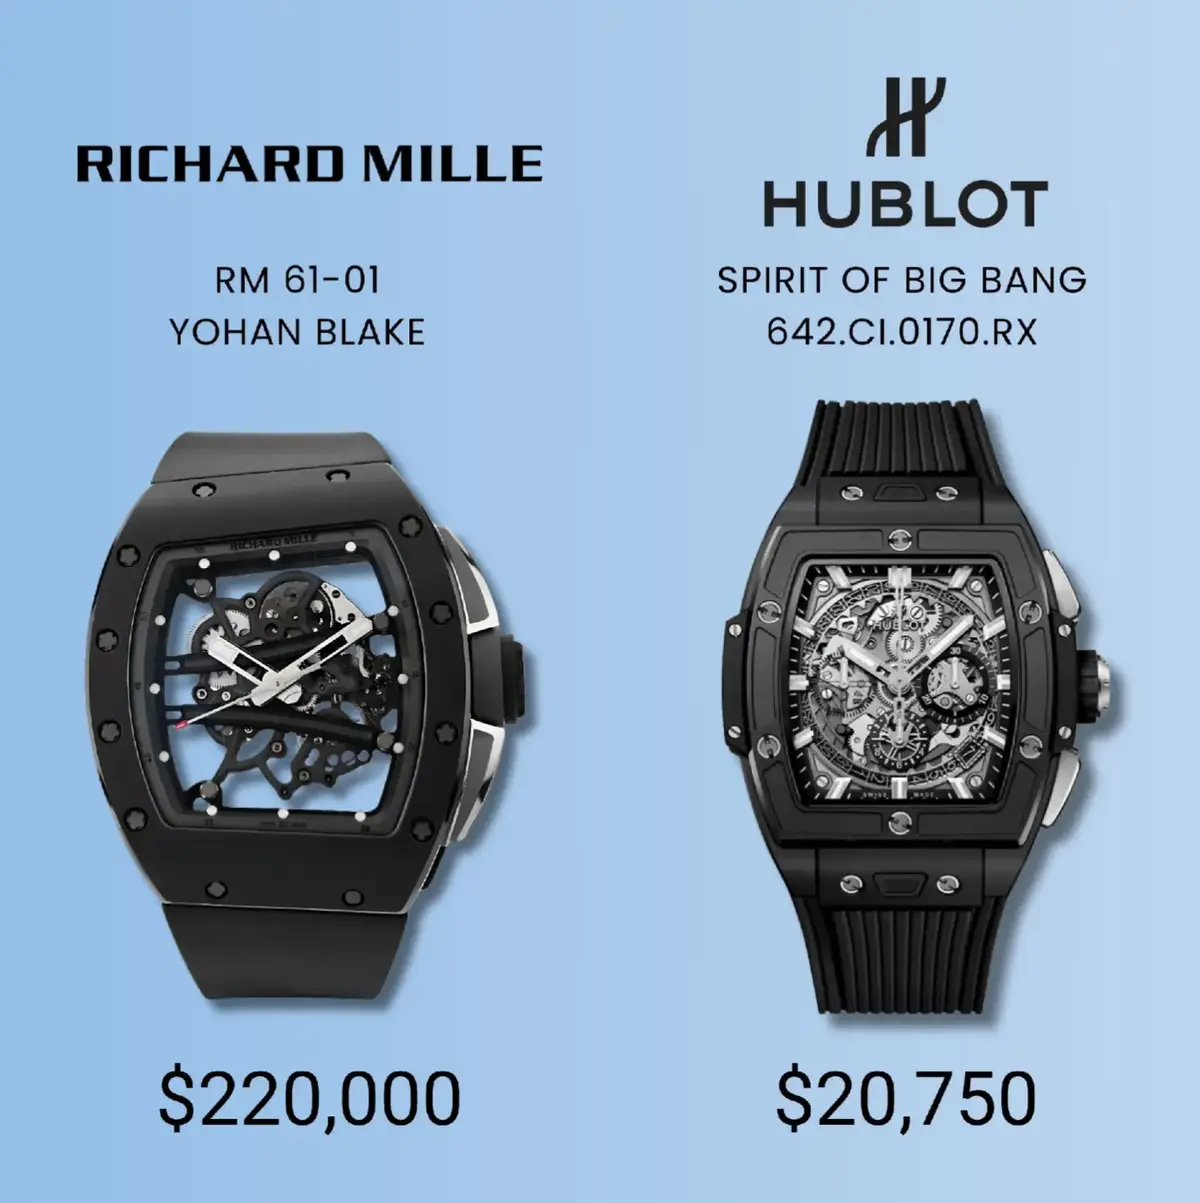 RICHARD MILLE
RM 61-01
YOHAN BLAKE
RICHARD MILLE
$220,000
HUBLOT
SPIRIT OF BIG BANG
642.CI.0170.RX
HUBLOT
30
SWISS MADE
$20,750